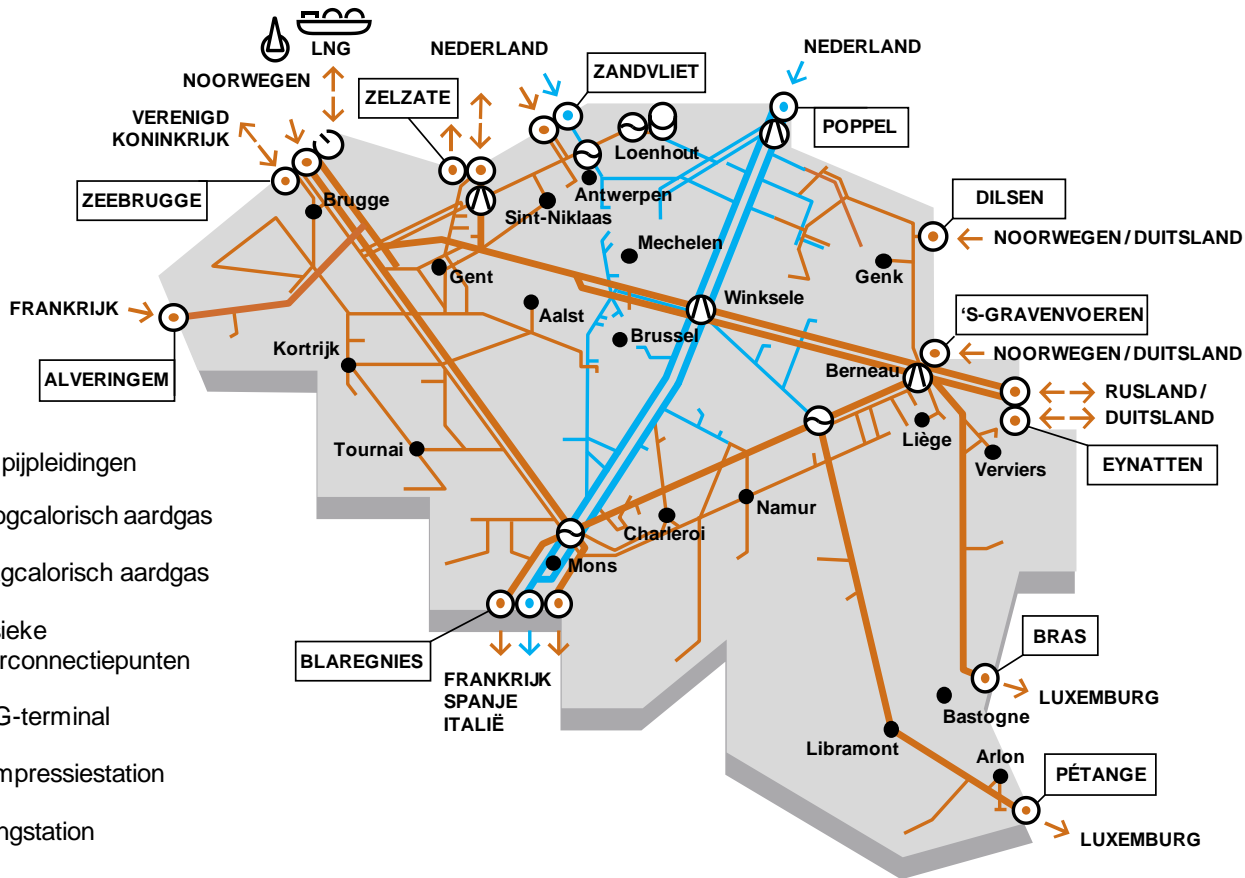 LNG
NEDERLAND
NEDERLAND
NOORWEGEN
ZANDVLIET
ZELZATE
VERENIGD
KONINKRIJK
POPPEL
Loenhout
ZEEBRUGGE
Brugge
Antwerpen
Sint-Niklaas
DILSEN
NOORWEGEN / DUITSLAND
Mechelen
Genk
Gent
FRANKRIJK
Aalst
Winksele
'S-GRAVENVOEREN
Brussel
NOORWEGEN / DUITSLAND
Kortrijk
Berneau
ALVERINGEM
RUSLAND /
DUITSLAND
Liège
Tournai
Verviers
EYNATTEN
pijpleidingen
Namur
ogcalorisch aardgas
Charleroi
Mons
gcalorisch aardgas
sieke
rconnectiepunten
BLAREGNIES
BRAS
FRANKRIJK
SPANJE
ITALIË
LUXEMBURG
Bastogne
G-terminal
Libramont
Arlon
PÉTANGE
mpressiestation
ngstation
LUXEMBURG